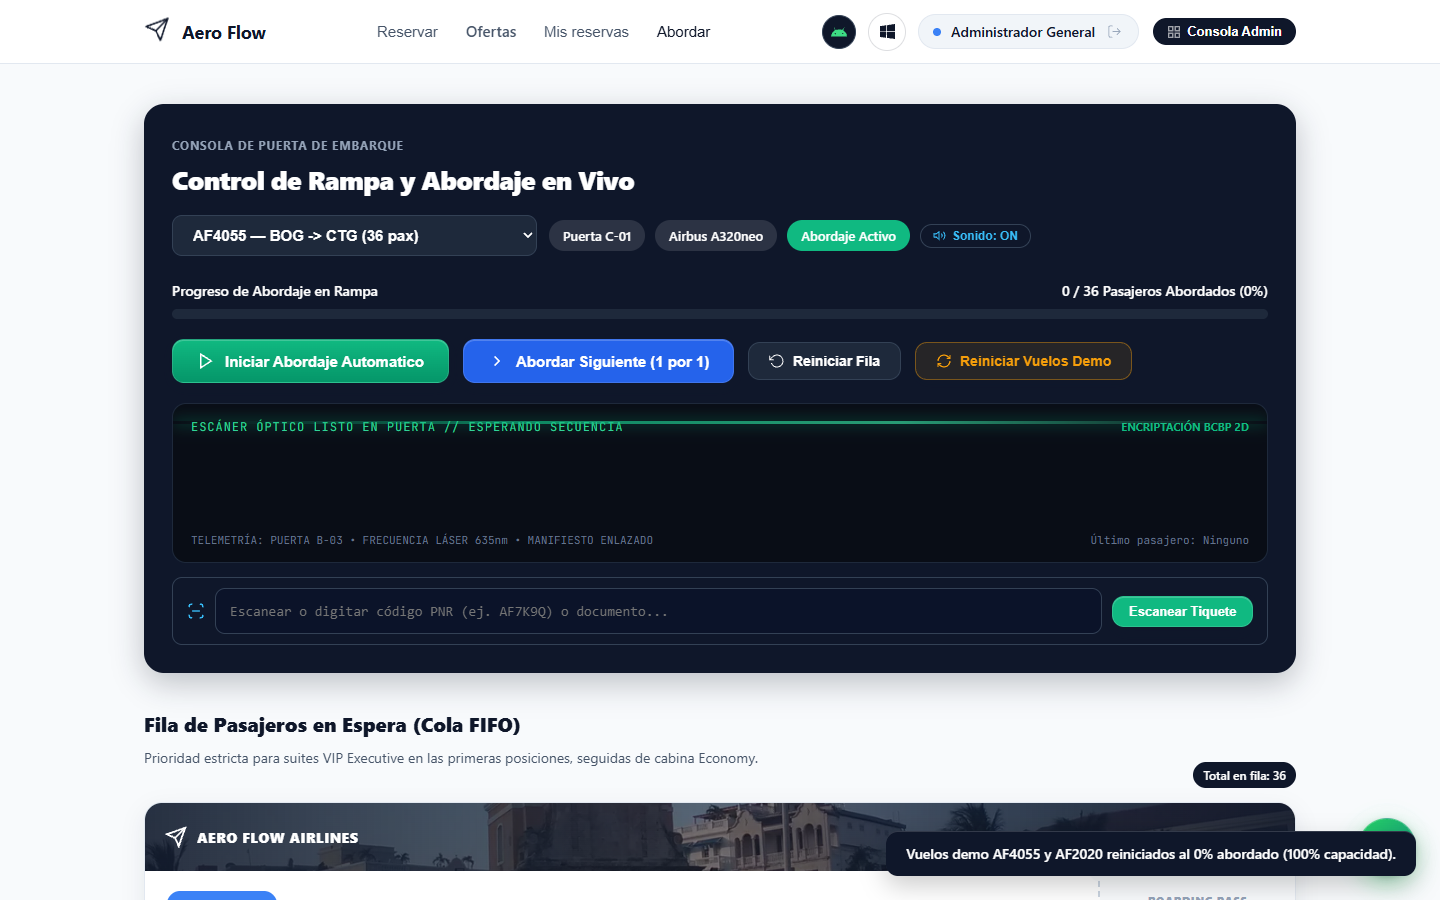 Aero Flow
Reservar
Ofertas
Mis reservas
Abordar
Administrador General
Consola Admin
CONSOLA DE PUERTA DE EMBARQUE
Control de Rampa y Abordaje en Vivo
AF4055 — BOG -> CTG (36 pax)
Puerta C-01
Airbus A320neo
Abordaje Activo
Sonido: ON
Progreso de Abordaje en Rampa
0 / 36 Pasajeros Abordados (0%)
Iniciar Abordaje Automatico
Abordar Siguiente (1 por 1)
Reiniciar Fila
Reiniciar Vuelos Demo
ESCÁNER ÓPTICO LISTO EN PUERTA // ESPERANDO SECUENCIA
ENCRIPTACIÓN BCBP 2D
TELEMETRÍA: PUERTA B-03 • FRECUENCIA LÁSER 635nm • MANIFIESTO ENLAZADO
Último pasajero: Ninguno
Escanear o digitar código PNR (ej. AF7K9Q) o documento...
Escanear Tiquete
Fila de Pasajeros en Espera (Cola FIFO)
Prioridad estricta para suites VIP Executive en las primeras posiciones, seguidas de cabina Economy.
Total en fila: 36
AERO FLOW AIRLINES
Vuelos demo AF4055 y AF2020 reiniciados al 0% abordado (100% capacidad).
BOARDING PASS